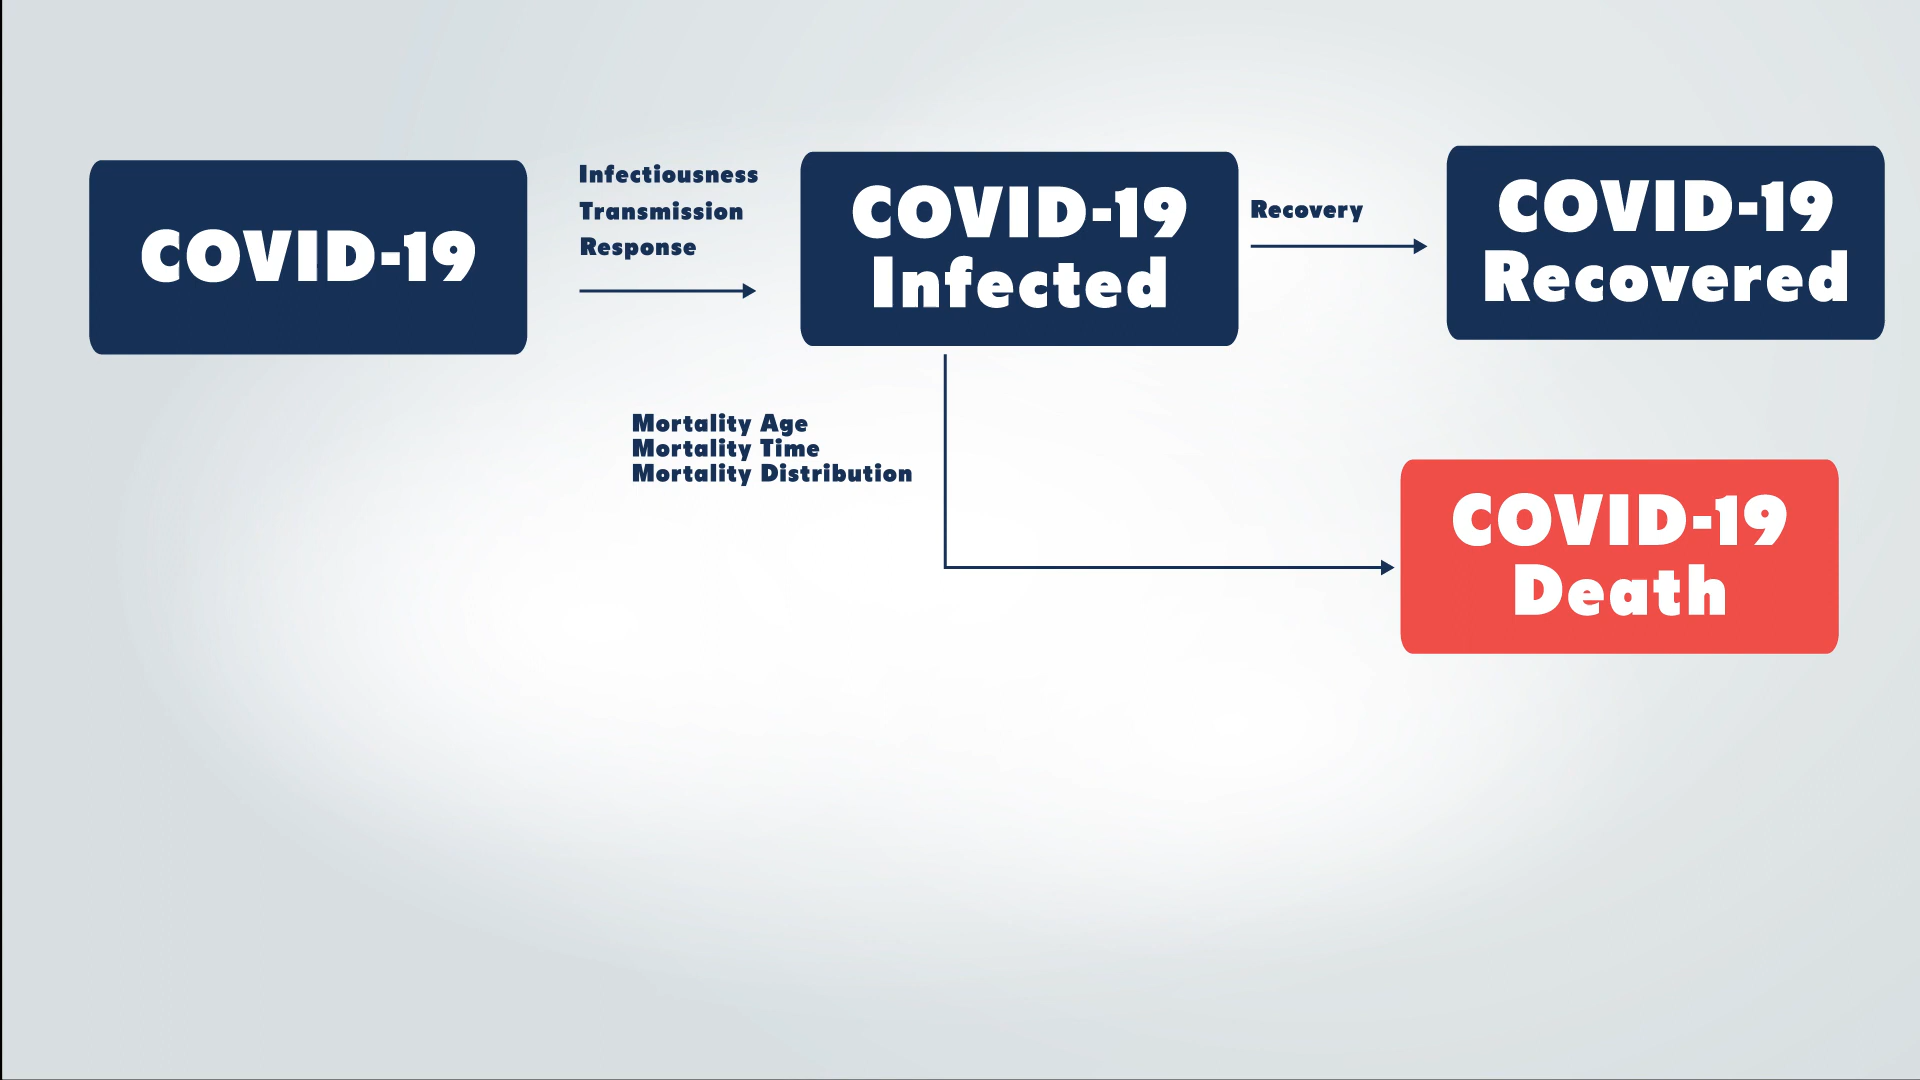 COVID-19
Infectiousness
Transmission
Response
COVID-19
Infected
Recovery
COVID-19
Recovered
Mortality Age
Mortality Time
Mortality Distribution
COVID-19
Death